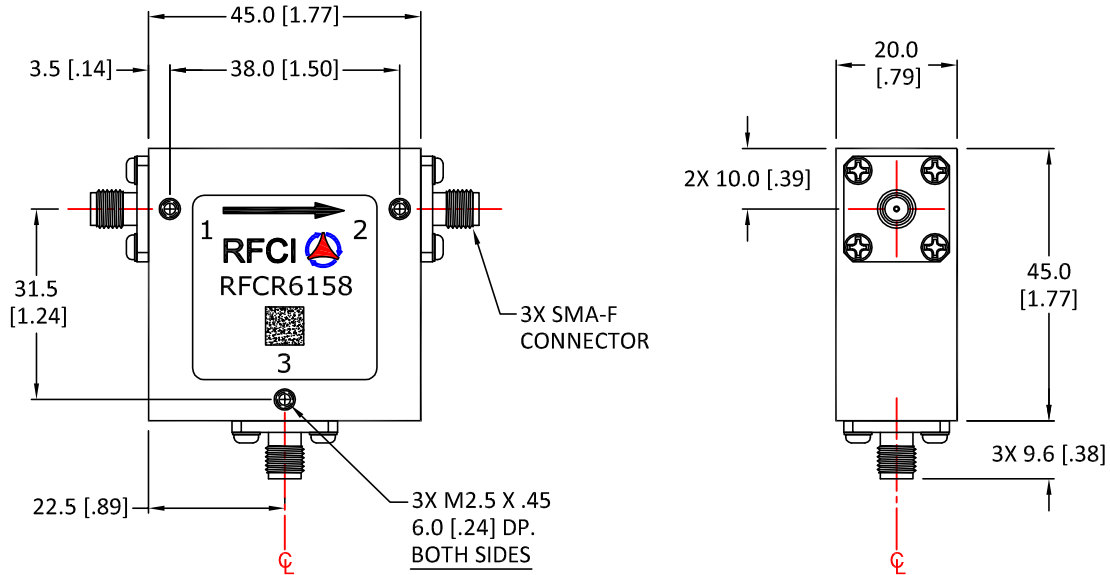 45.0 [1.77]
3.5 [.14]
38.0 [1.50]
1
2
RFCI
RFCR6158
3
31.5
[1.24]
3X SMA-F
CONNECTOR
22.5 [.89]
3X M2.5 X .45
6.0 [.24] DP.
BOTH SIDES
CL
20.0
[.79]
2X 10.0 [.39]
45.0
[1.77]
3X 9.6 [.38]
CL